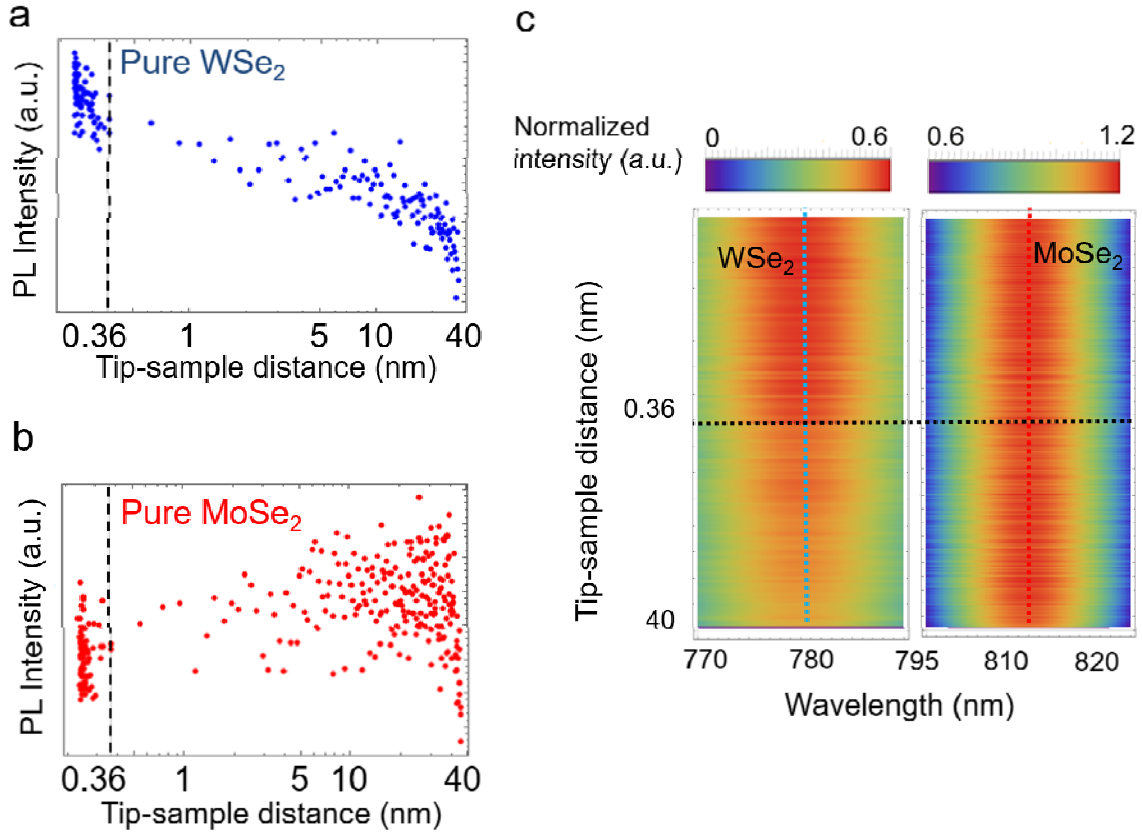 a
Pure WSe₂
PL Intensity (a.u.)
0.36 1 5 10 40
Tip-sample distance (nm)
b
Pure MoSe₂
PL Intensity (a.u.)
0.36 1 5 10 40
Tip-sample distance (nm)
c
Normalized
intensity (a.u.)
0 0.6
0.6 1.2
WSe₂
MoSe₂
Tip-sample distance (nm)
0.36
40
770 780 795 810 820
Wavelength (nm)